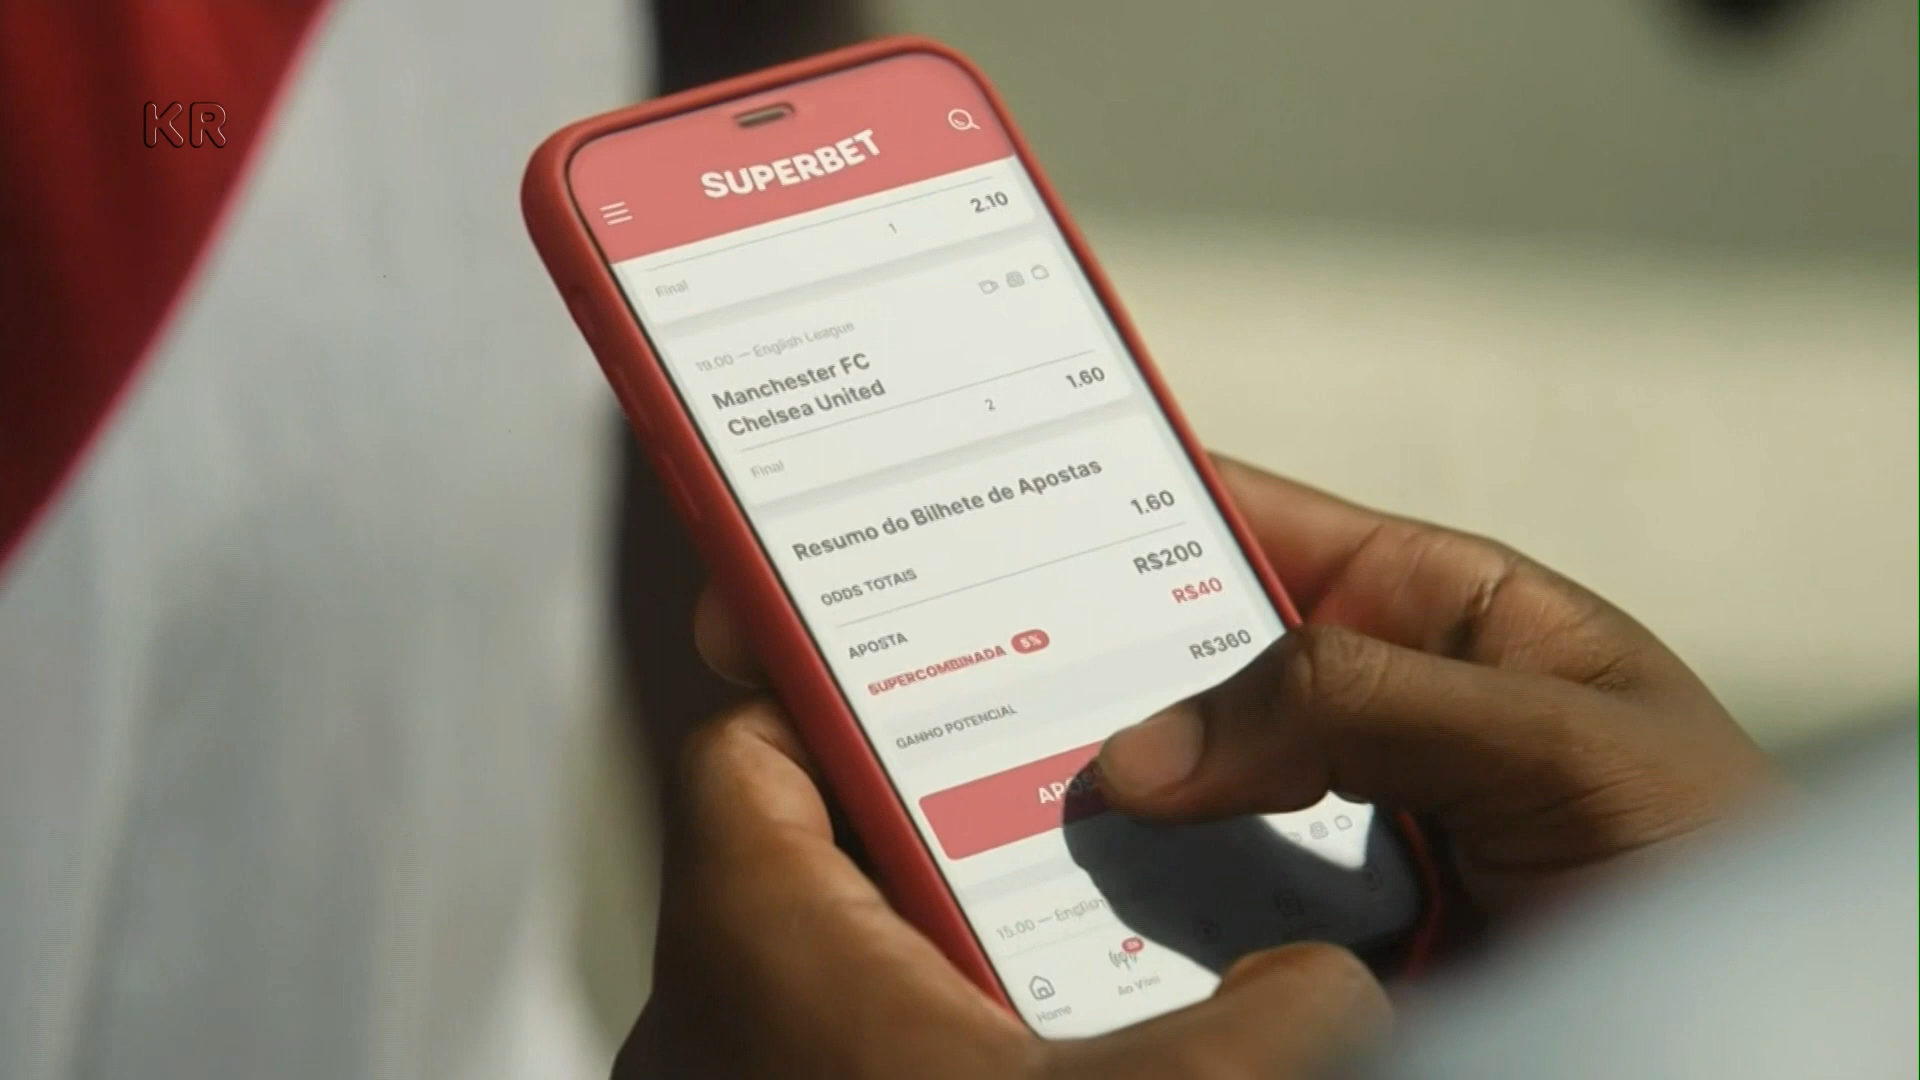 KR
SUPERBET
1 2.10
Final
19.00 — English League
Manchester FC
Chelsea United
2 1.60
Final
Resumo do Bilhete de Apostas
ODDS TOTAIS 1.60
APOSTA R$200
SUPERCOMBINADA 5% R$40
GANHO POTENCIAL R$360
15.00 — English
Home
Ao Vivo